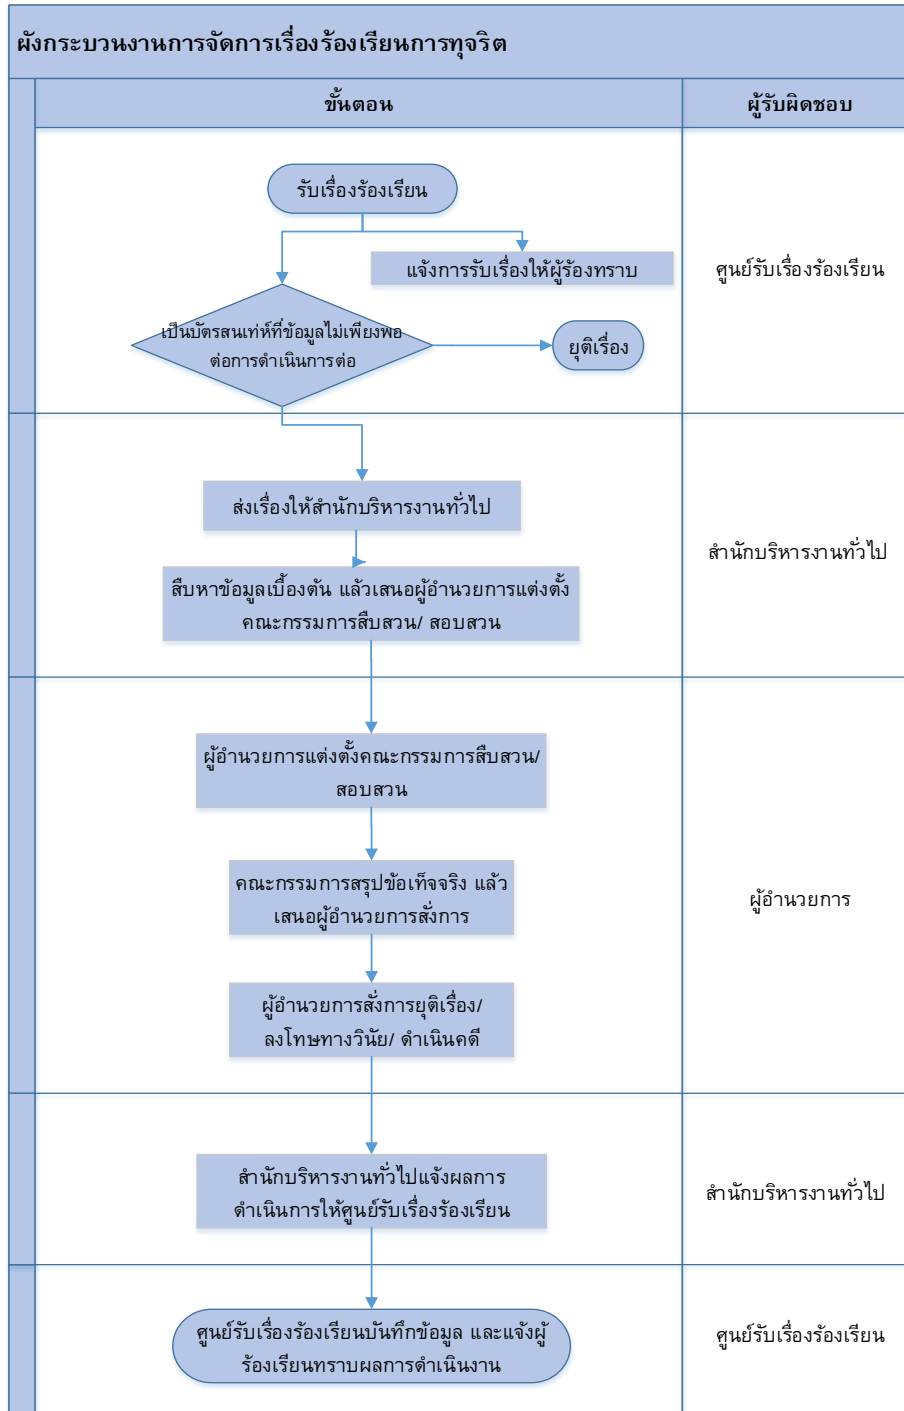 ผังกระบวนงานการจัดการเรื่องร้องเรียนการทุจริต
ขั้นตอน
ผู้รับผิดชอบ
รับเรื่องร้องเรียน
แจ้งการรับเรื่องให้ผู้ร้องทราบ
ศูนย์รับเรื่องร้องเรียน
เป็นบัตรสนเท่ห์ที่ข้อมูลไม่เพียงพอ
ต่อการดำเนินการต่อ
ยุติเรื่อง
ส่งเรื่องให้สำนักบริหารงานทั่วไป
สำนักบริหารงานทั่วไป
สืบหาข้อมูลเบื้องต้น แล้วเสนอผู้อำนวยการแต่งตั้ง
คณะกรรมการสืบสวน/ สอบสวน
ผู้อำนวยการแต่งตั้งคณะกรรมการสืบสวน/
สอบสวน
คณะกรรมการสรุปข้อเท็จจริง แล้ว
เสนอผู้อำนวยการสั่งการ
ผู้อำนวยการ
ผู้อำนวยการสั่งการยุติเรื่อง/
ลงโทษทางวินัย/ ดำเนินคดี
สำนักบริหารงานทั่วไปแจ้งผลการ
ดำเนินการให้ศูนย์รับเรื่องร้องเรียน
สำนักบริหารงานทั่วไป
ศูนย์รับเรื่องร้องเรียนบันทึกข้อมูล และแจ้งผู้
ร้องเรียนทราบผลการดำเนินงาน
ศูนย์รับเรื่องร้องเรียน